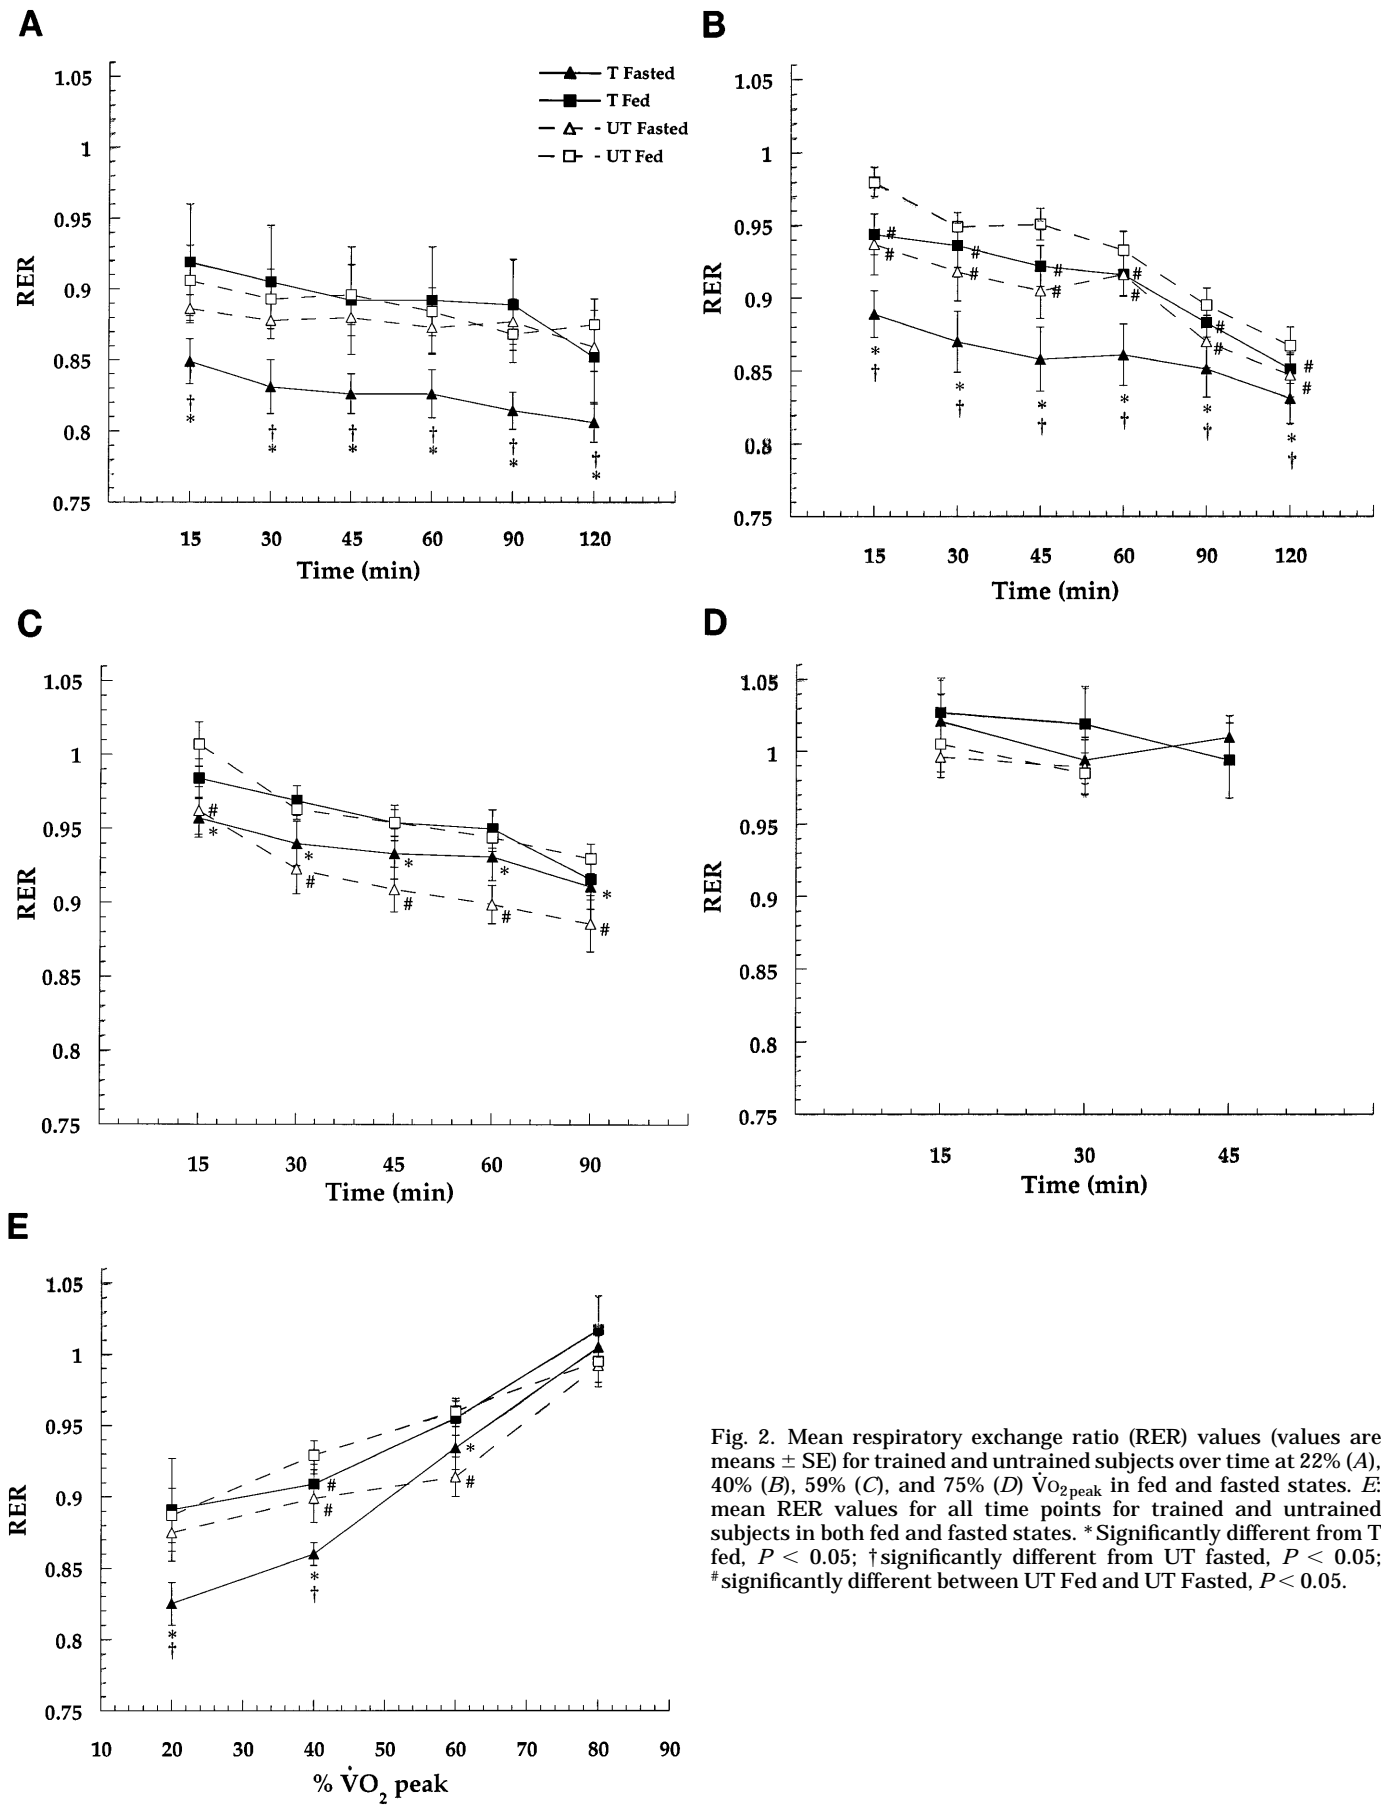 A
1.05
1
0.95
0.9
0.85
0.8
0.75
RER
T Fasted
T Fed
UT Fasted
UT Fed
† † † † † †
* * * * * *
15 30 45 60 90 120
Time (min)
B
1.05
1
0.95
0.9
0.85
0.8
0.75
RER
# # # # # #
# # # # # #
* * * * * *
† † † † † †
15 30 45 60 90 120
Time (min)
C
1.05
1
0.95
0.9
0.85
0.8
0.75
RER
# # # # #
* * * * *
15 30 45 60 90
Time (min)
D
1.05
1
0.95
0.9
0.85
0.8
0.75
RER
15 30 45
Time (min)
E
1.05
1
0.95
0.9
0.85
0.8
0.75
RER
#
#
*
#
* *
† †
10 20 30 40 50 60 70 80 90
% V̇O2 peak
Fig. 2. Mean respiratory exchange ratio (RER) values (values are
means ± SE) for trained and untrained subjects over time at 22% (A),
40% (B), 59% (C), and 75% (D) V̇O2 peak in fed and fasted states. E:
mean RER values for all time points for trained and untrained
subjects in both fed and fasted states. * Significantly different from T
fed, P < 0.05; † significantly different from UT fasted, P < 0.05;
# significantly different between UT Fed and UT Fasted, P < 0.05.